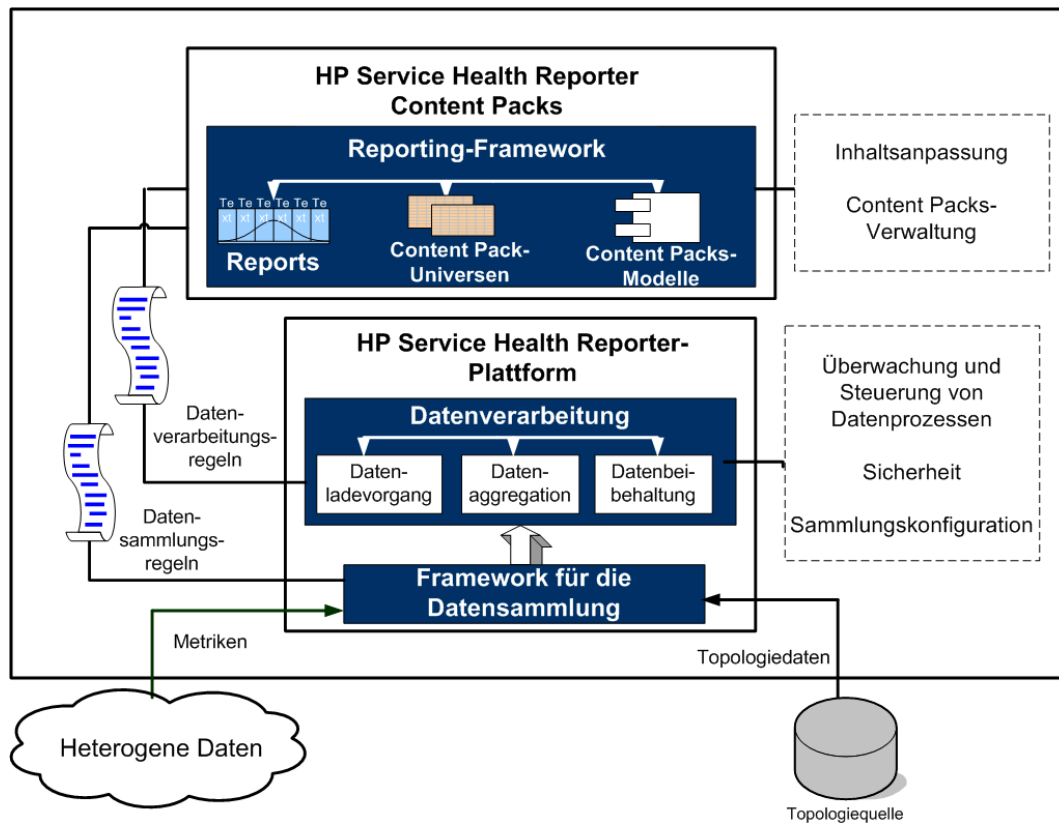 HP Service Health Reporter
Content Packs
Reporting-Framework
Te Te Te Te Te Te
xt xt xt xt xt xt
Reports
Content Pack-
Universen
Content Packs-
Modelle
Inhaltsanpassung
Content Packs-
Verwaltung
HP Service Health Reporter-
Plattform
Datenverarbeitung
Daten-
ladevorgang
Daten-
aggregation
Datenbei-
behaltung
Überwachung und
Steuerung von
Datenprozessen
Sicherheit
Sammlungskonfiguration
Daten-
verarbeitungs-
regeln
Daten-
sammlungs-
regeln
Framework für die
Datensammlung
Metriken
Topologiedaten
Heterogene Daten
Topologiequelle